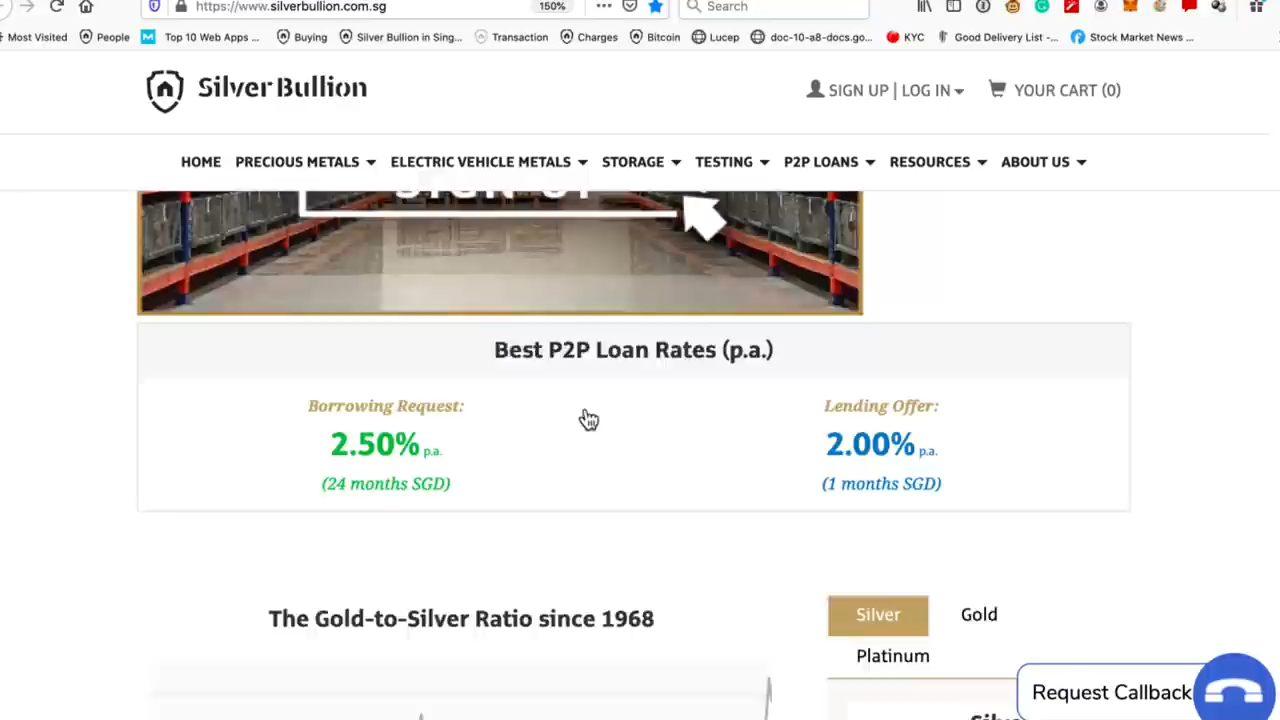 https://www.silverbullion.com.sg
150%
Search
Most Visited
People
Top 10 Web Apps ...
Buying
Silver Bullion in Sing...
Transaction
Charges
Bitcoin
Lucep
doc-10-a8-docs.go...
KYC
Good Delivery List -...
Stock Market News ...
Silver Bullion
SIGN UP | LOG IN
YOUR CART (0)
HOME
PRECIOUS METALS
ELECTRIC VEHICLE METALS
STORAGE
TESTING
P2P LOANS
RESOURCES
ABOUT US
Best P2P Loan Rates (p.a.)
Borrowing Request:
Lending Offer:
2.50% p.a.
2.00% p.a.
(24 months SGD)
(1 months SGD)
The Gold-to-Silver Ratio since 1968
Silver
Gold
Platinum
Request Callback